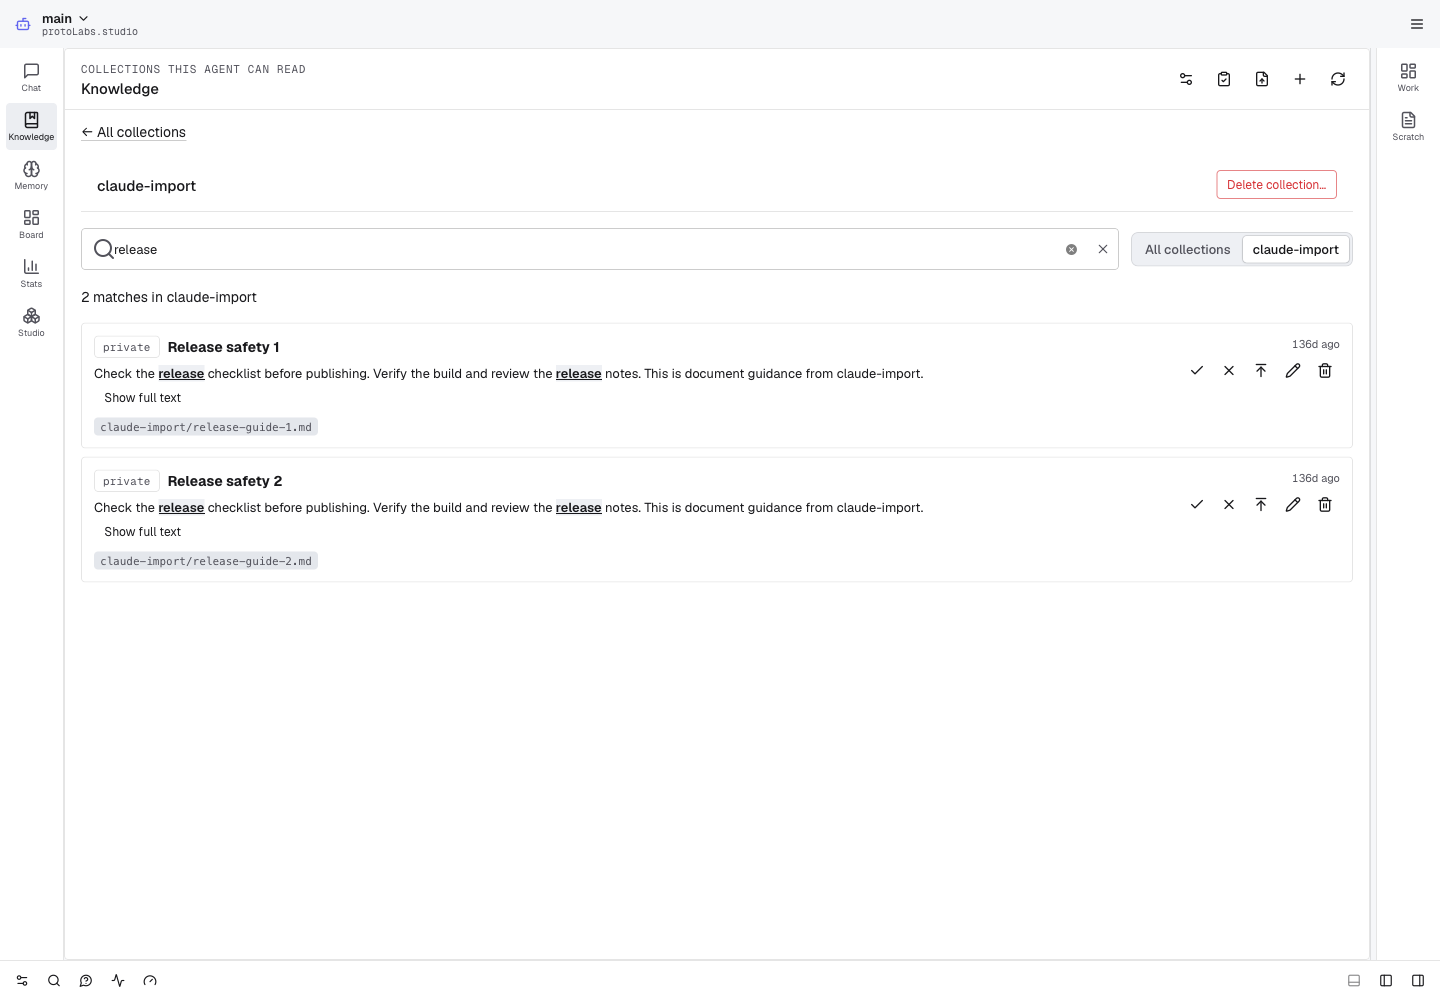 main
protoLabs.studio
Chat
Knowledge
Memory
Board
Stats
Studio
COLLECTIONS THIS AGENT CAN READ
Knowledge
← All collections
claude-import
Delete collection…
release
All collections
claude-import
2 matches in claude-import
private
Release safety 1
136d ago
Check the release checklist before publishing. Verify the build and review the release notes. This is document guidance from claude-import.
Show full text
claude-import/release-guide-1.md
private
Release safety 2
136d ago
Check the release checklist before publishing. Verify the build and review the release notes. This is document guidance from claude-import.
Show full text
claude-import/release-guide-2.md
Work
Scratch